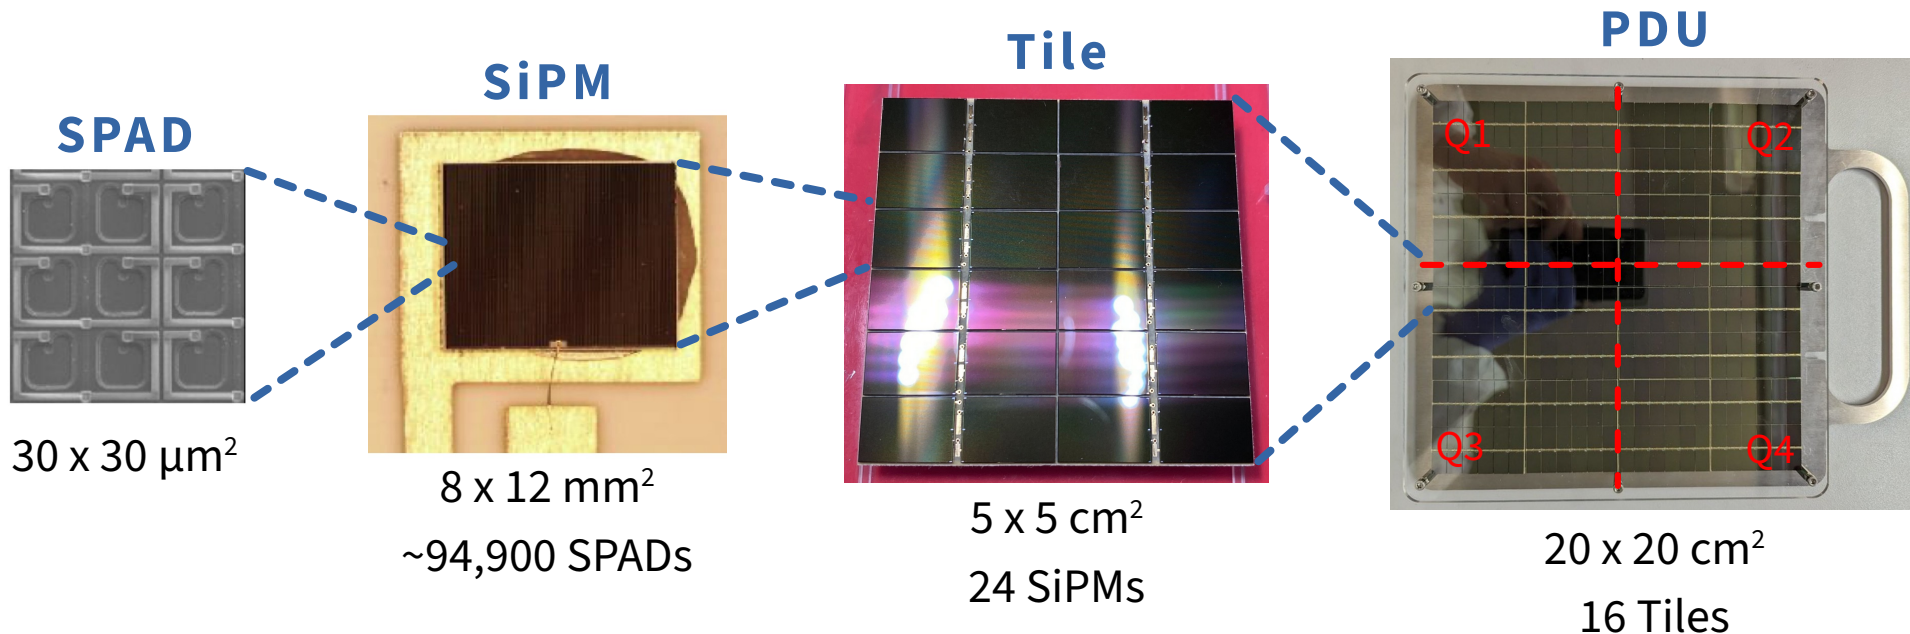 SPAD
30 x 30 μm²
SiPM
8 x 12 mm²
~94,900 SPADs
Tile
5 x 5 cm²
24 SiPMs
PDU
Q1
Q2
Q3
Q4
20 x 20 cm²
16 Tiles